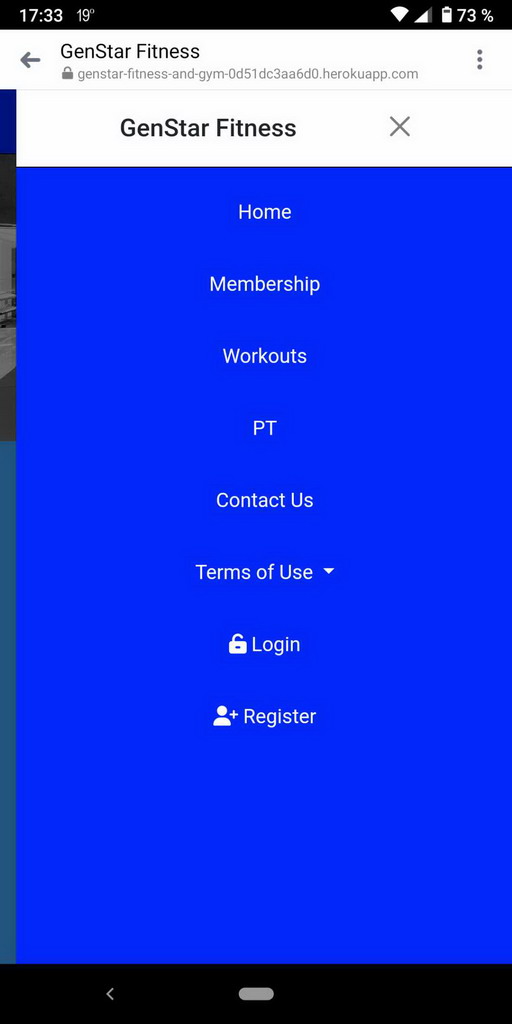 17:33 19° 73 %
GenStar Fitness
genstar-fitness-and-gym-0d51dc3aa6d0.herokuapp.com
GenStar Fitness
Home
Membership
Workouts
PT
Contact Us
Terms of Use
Login
Register